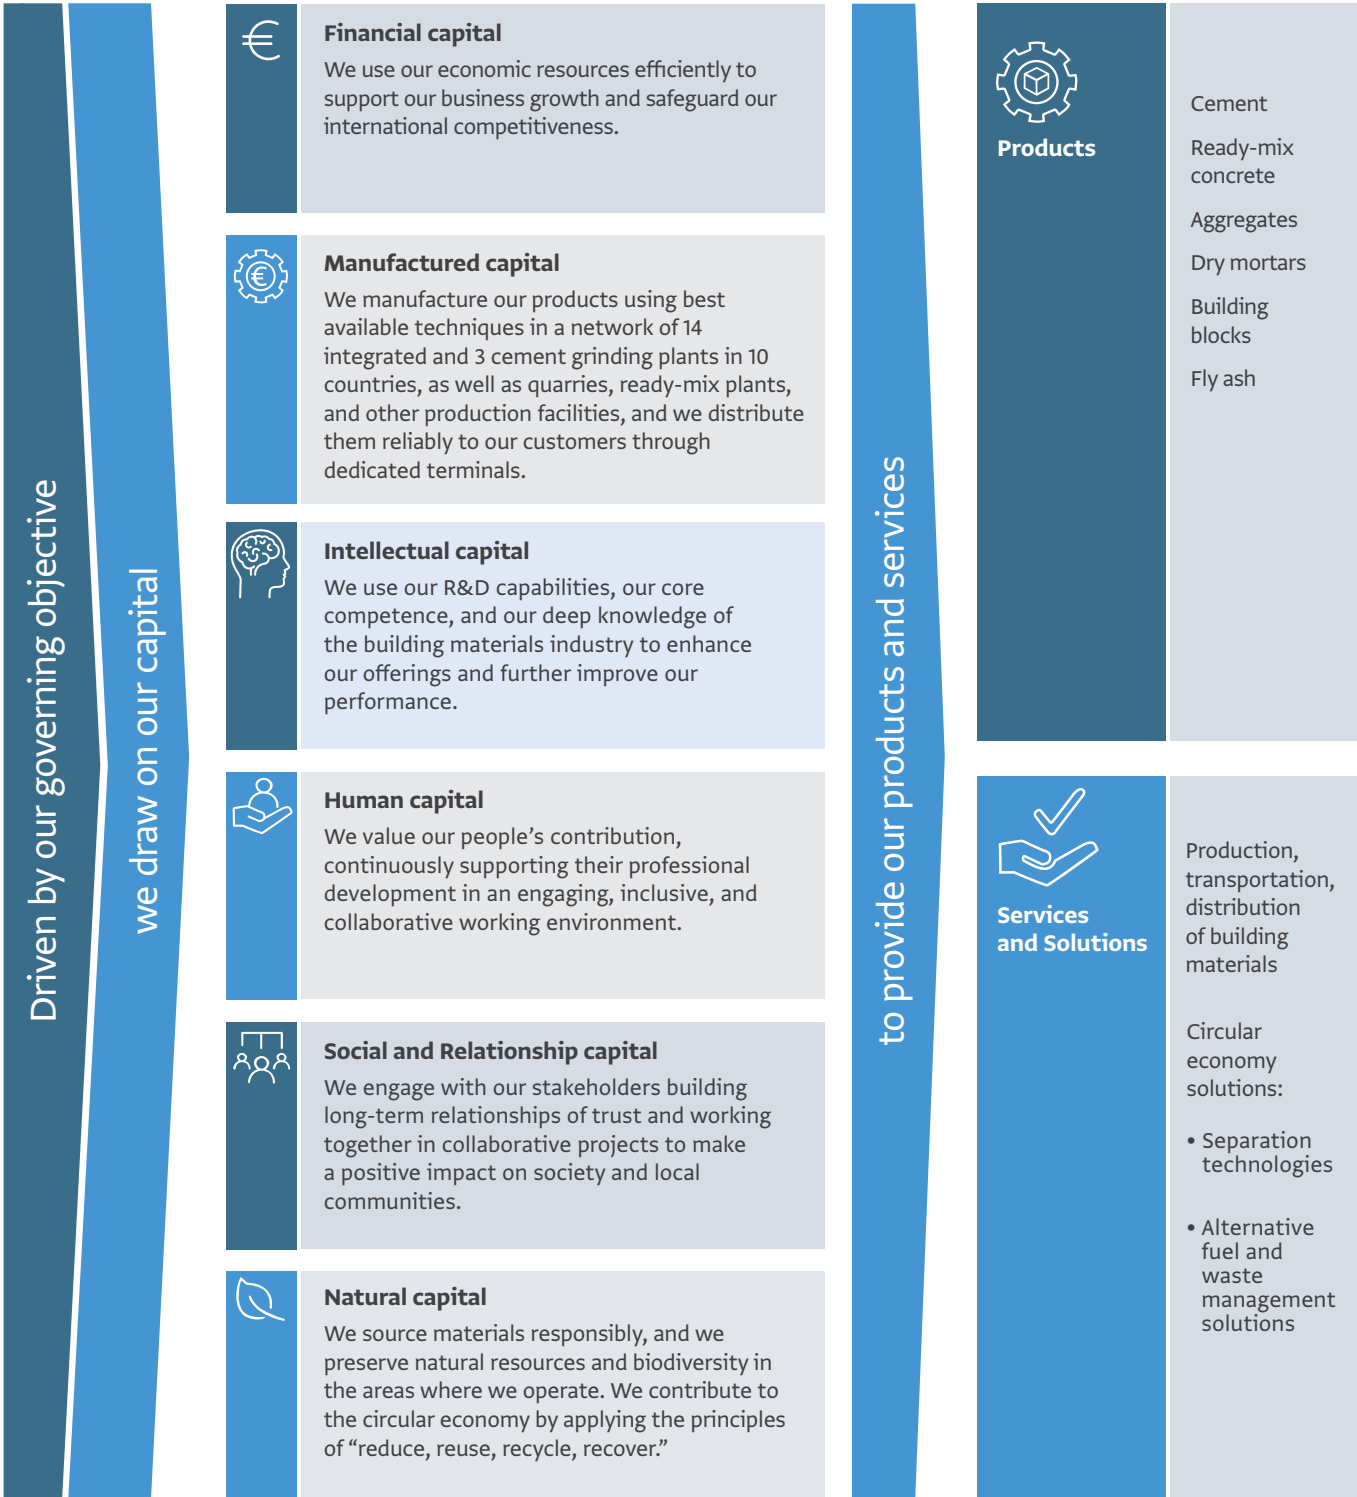 Driven by our governing objective
we draw on our capital
€
Financial capital
We use our economic resources efficiently to
support our business growth and safeguard our
international competitiveness.
€
Manufactured capital
We manufacture our products using best
available techniques in a network of 14
integrated and 3 cement grinding plants in 10
countries, as well as quarries, ready-mix plants,
and other production facilities, and we distribute
them reliably to our customers through
dedicated terminals.
Intellectual capital
We use our R&D capabilities, our core
competence, and our deep knowledge of
the building materials industry to enhance
our offerings and further improve our
performance.
Human capital
We value our people’s contribution,
continuously supporting their professional
development in an engaging, inclusive, and
collaborative working environment.
Social and Relationship capital
We engage with our stakeholders building
long-term relationships of trust and working
together in collaborative projects to make
a positive impact on society and local
communities.
Natural capital
We source materials responsibly, and we
preserve natural resources and biodiversity in
the areas where we operate. We contribute to
the circular economy by applying the principles
of “reduce, reuse, recycle, recover.”
to provide our products and services
Products
Cement
Ready-mix
concrete
Aggregates
Dry mortars
Building
blocks
Fly ash
Services
and Solutions
Production,
transportation,
distribution
of building
materials
Circular
economy
solutions:
• Separation
technologies
• Alternative
fuel and
waste
management
solutions